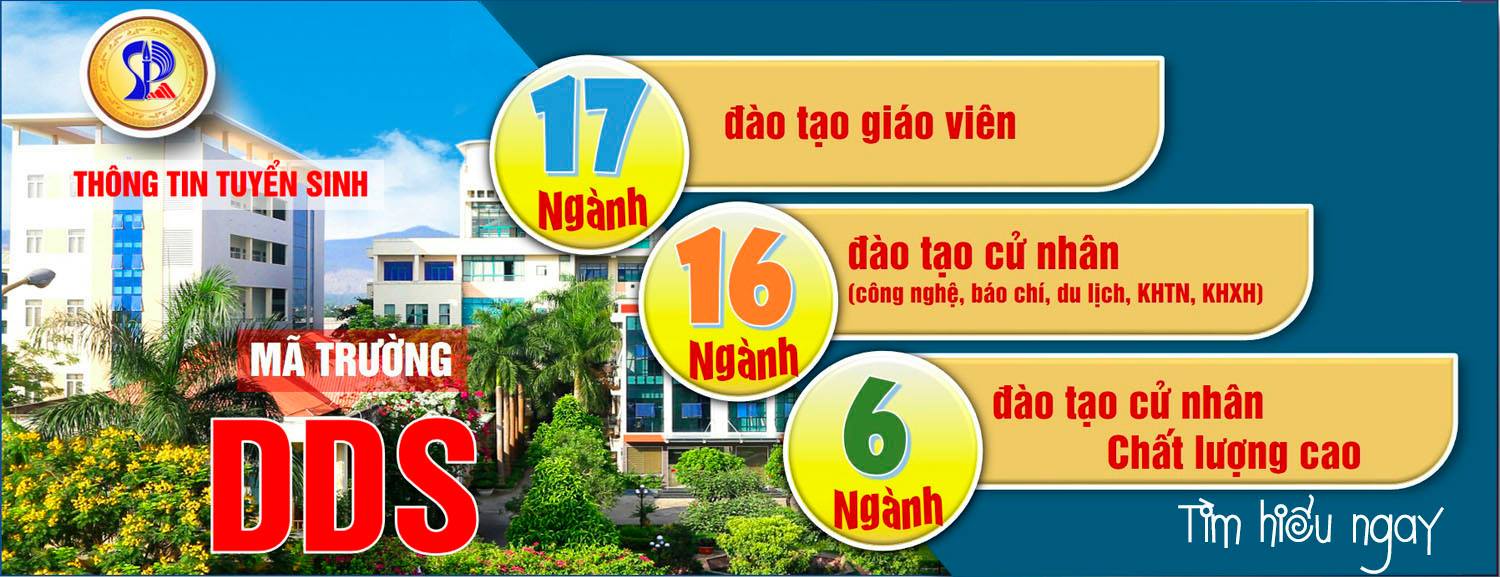 SP
THÔNG TIN TUYỂN SINH
MÃ TRƯỜNG
DDS
17
Ngành
đào tạo giáo viên
16
Ngành
đào tạo cử nhân
(công nghệ, báo chí, du lịch, KHTN, KHXH)
6
Ngành
đào tạo cử nhân
Chất lượng cao
Tìm hiểu ngay